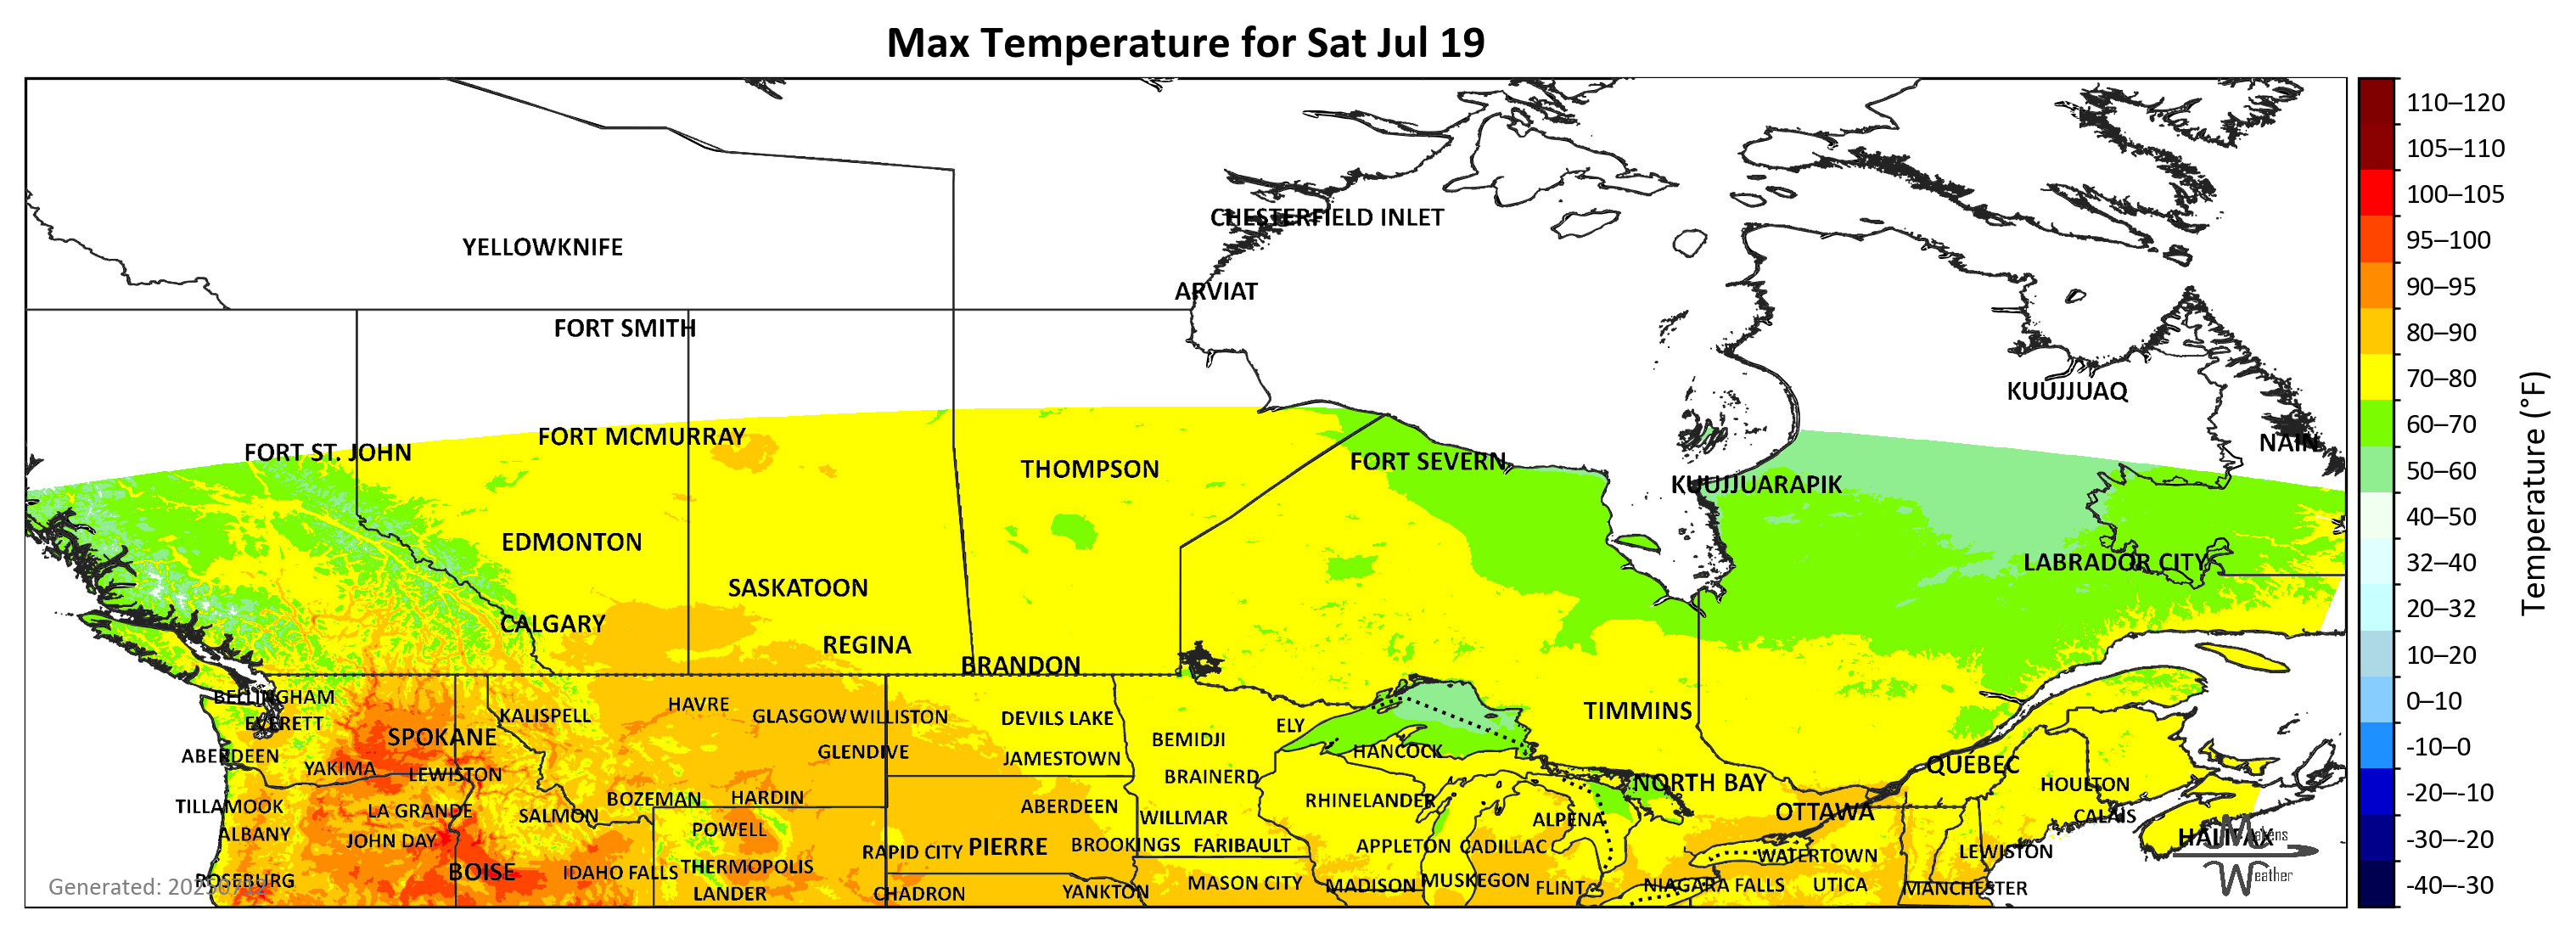 Max Temperature for Sat Jul 19
110–120
105–110
100–105
95–100
90–95
80–90
70–80
60–70
50–60
40–50
32–40
20–32
10–20
0–10
-10–0
-20–-10
-30–-20
-40–-30
Temperature (°F)
CHESTERFIELD INLET
YELLOWKNIFE
ARVIAT
FORT SMITH
KUUJJUAQ
FORT MCMURRAY
NAIN
FORT ST. JOHN
FORT SEVERN
THOMPSON
KUUJJUARAPIK
EDMONTON
LABRADOR CITY
SASKATOON
CALGARY
REGINA
BRANDON
BELLINGHAM
HAVRE
TIMMINS
KALISPELL
GLASGOW
WILLISTON
DEVILS LAKE
EVERETT
ELY
SPOKANE
BEMIDJI
GLENDIVE
HANCOCK
ABERDEEN
JAMESTOWN
QUÉBEC
YAKIMA
LEWISTON
BRAINERD
NORTH BAY
HOULTON
BOZEMAN
HARDIN
RHINELANDER
TILLAMOOK
LA GRANDE
ABERDEEN
OTTAWA
SALMON
WILLMAR
CALAIS
ALPENA
POWELL
ALBANY
HALIFAX
JOHN DAY
PIERRE
BROOKINGS
FARIBAULT
APPLETON
CADILLAC
RAPID CITY
WATERTOWN
LEWISTON
THERMOPOLIS
BOISE
IDAHO FALLS
ROSEBURG
MASON CITY
MADISON
MUSKEGON
FLINT
NIAGARA FALLS
UTICA
MANCHESTER
LANDER
CHADRON
YANKTON
Generated: 20250712
Makens
Weather